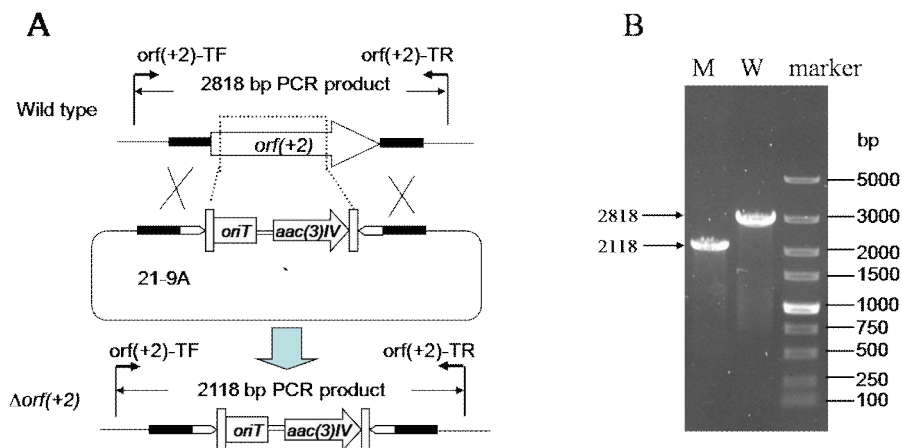 A
orf(+2)-TF
orf(+2)-TR
2818 bp PCR product
Wild type
orf(+2)
oriT
aac(3)IV
21-9A
orf(+2)-TF
orf(+2)-TR
2118 bp PCR product
Δorf(+2)
oriT
aac(3)IV
B
M W marker
bp
5000
2818
3000
2118
2000
1500
1000
750
500
250
100